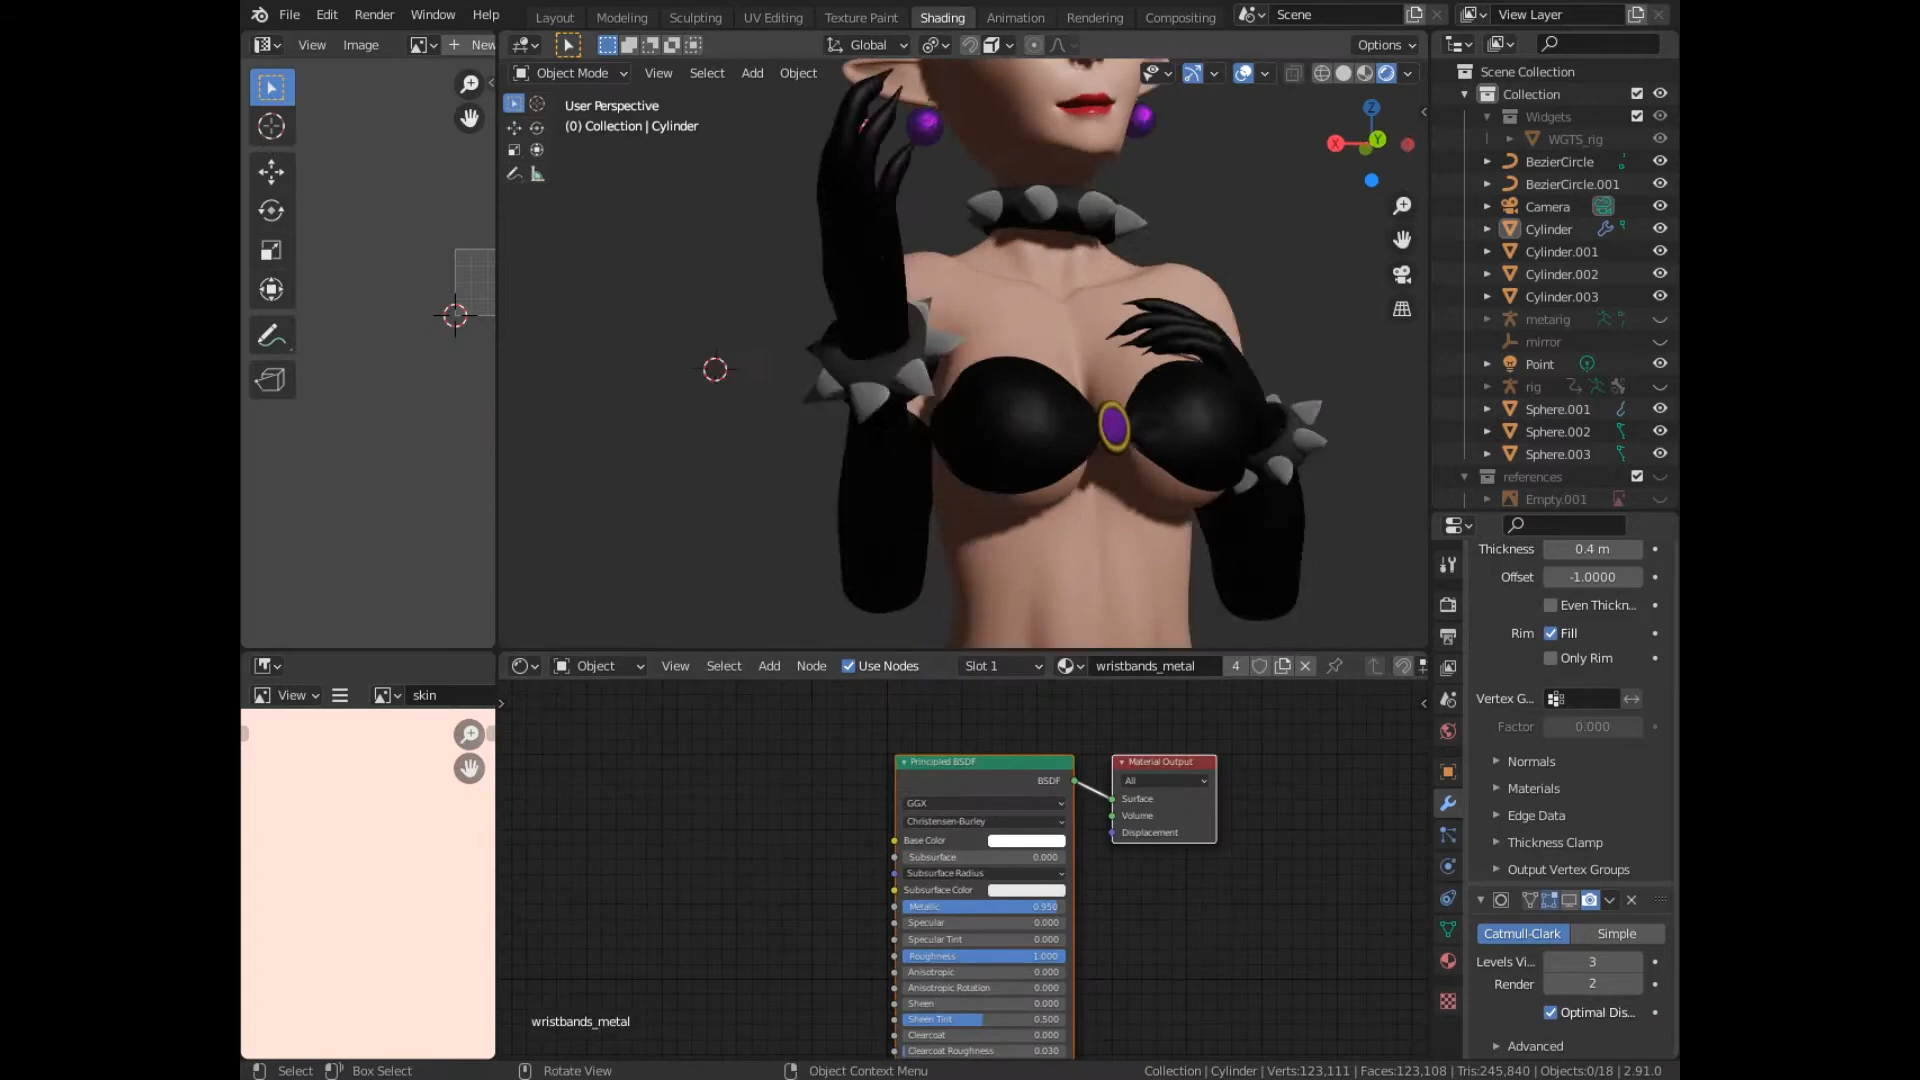 File Edit Render Window Help
Layout Modeling Sculpting UV Editing Texture Paint Shading Animation Rendering Compositing
Scene
View Layer
View Image
New
Global
Options
Object Mode View Select Add Object
User Perspective
(0) Collection | Cylinder
Z
Y
X
Scene Collection
Collection
Widgets
WGTS_rig
BezierCircle
BezierCircle.001
Camera
Cylinder
Cylinder.001
Cylinder.002
Cylinder.003
metarig
mirror
Point
rig
Sphere.001
Sphere.002
Sphere.003
references
Empty.001
Thickness 0.4 m
Offset -1.0000
Even Thickn...
Rim Fill
Only Rim
Vertex G...
Factor 0.000
Normals
Materials
Edge Data
Thickness Clamp
Output Vertex Groups
Catmull-Clark Simple
Levels Vi... 3
Render 2
Optimal Dis...
Advanced
Object View Select Add Node Use Nodes Slot 1 wristbands_metal 4
View skin
Principled BSDF
BSDF
GGX
Christensen-Burley
Base Color
Subsurface 0.000
Subsurface Radius
Subsurface Color
Metallic 0.950
Specular 0.000
Specular Tint 0.000
Roughness 1.000
Anisotropic 0.000
Anisotropic Rotation 0.000
Sheen 0.000
Sheen Tint 0.500
Clearcoat 0.000
Clearcoat Roughness 0.030
Material Output
All
Surface
Volume
Displacement
wristbands_metal
Select Box Select Rotate View Object Context Menu
Collection | Cylinder | Verts:123,111 | Faces:123,108 | Tris:245,840 | Objects:0/18 | 2.91.0